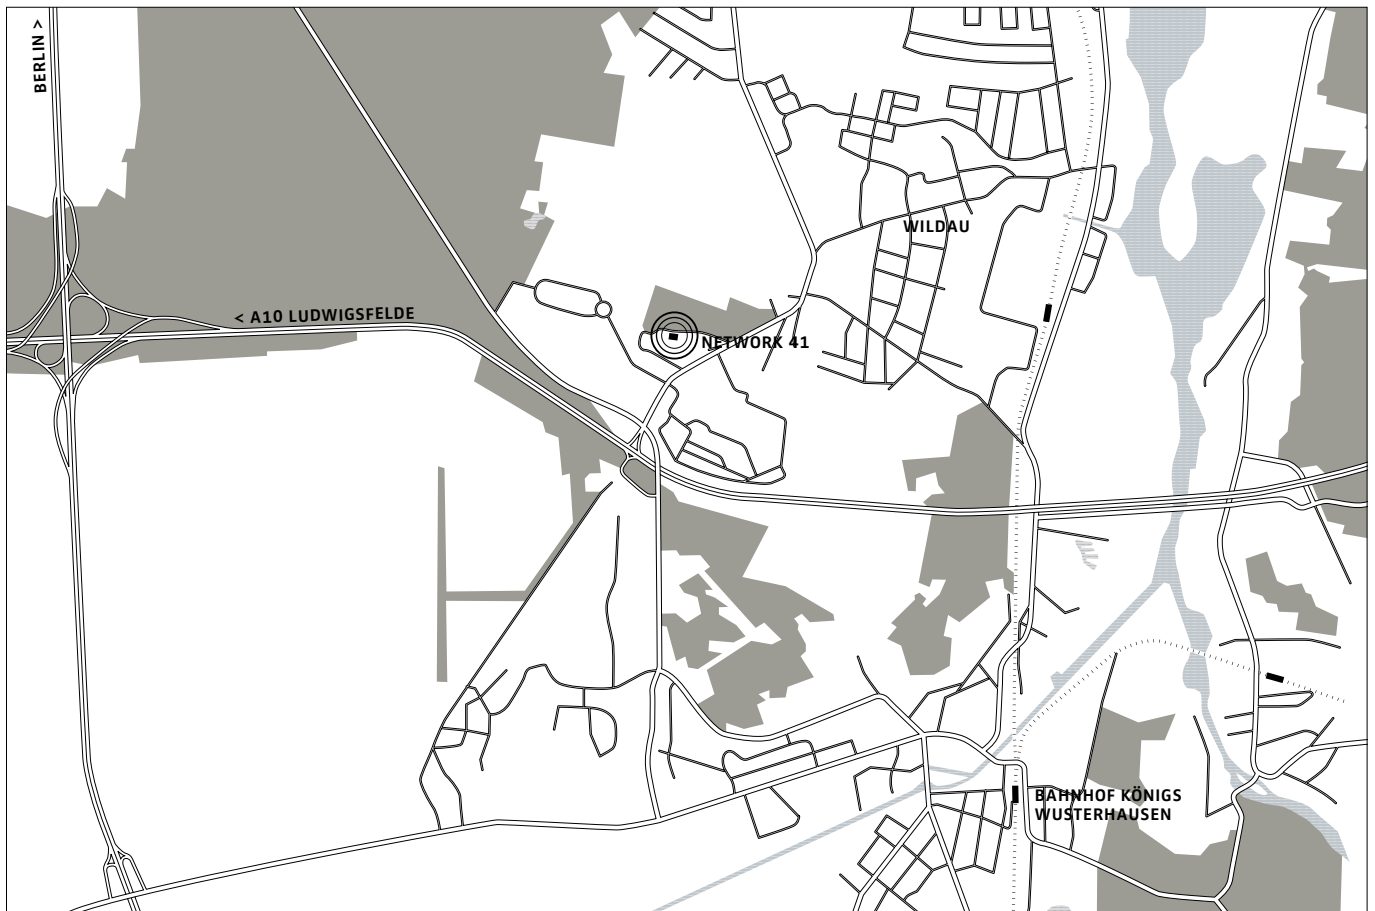 BERLIN >
WILDAU
< A10 LUDWIGSFELDE
NETWORK 41
BAHNHOF KÖNIGS
WUSTERHAUSEN